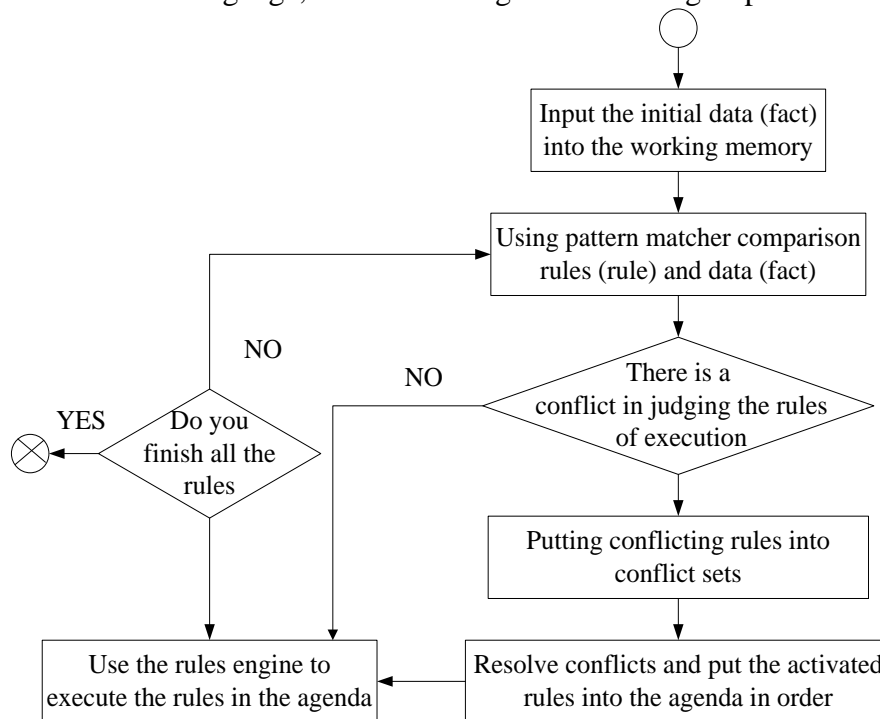 Input the initial data (fact)
into the working memory
Using pattern matcher comparison
rules (rule) and data (fact)
There is a
conflict in judging the rules
of execution
NO
NO
YES
Do you
finish all the
rules
Putting conflicting rules into
conflict sets
Resolve conflicts and put the activated
rules into the agenda in order
Use the rules engine to
execute the rules in the agenda